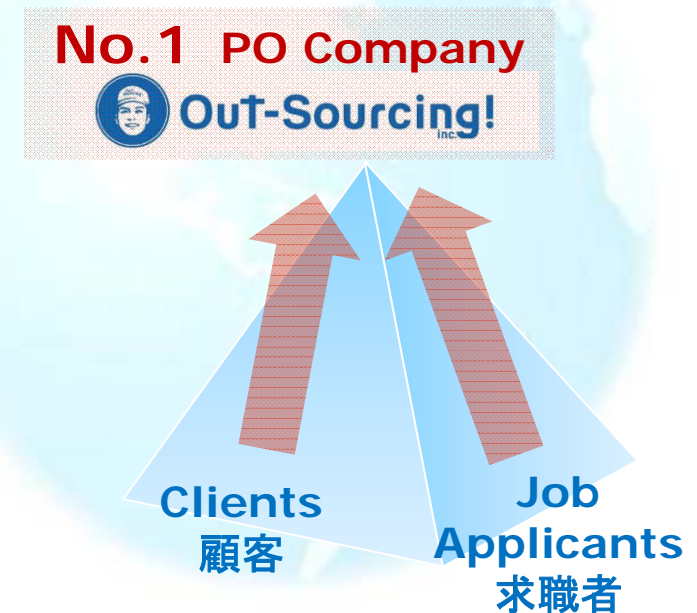 No.1 PO Company
Out-Sourcing!
inc.
Clients
顧客
Job
Applicants
求職者